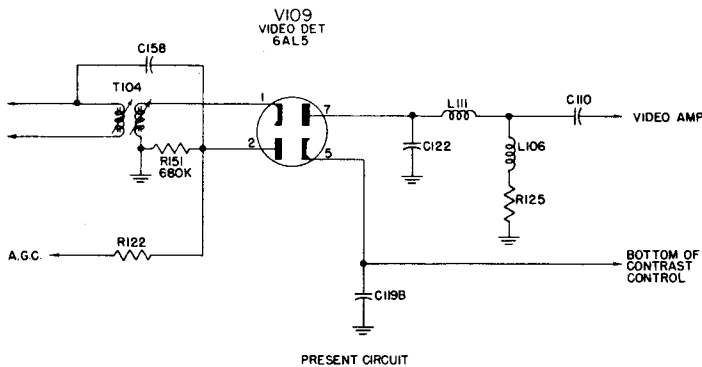 V109
VIDEO DET
6AL5
C158
T104
1
7
L111
C110
VIDEO AMP
2
5
C122
L106
R151
680K
R125
A.G.C.
R122
BOTTOM OF
CONTRAST
CONTROL
C119B
PRESENT CIRCUIT